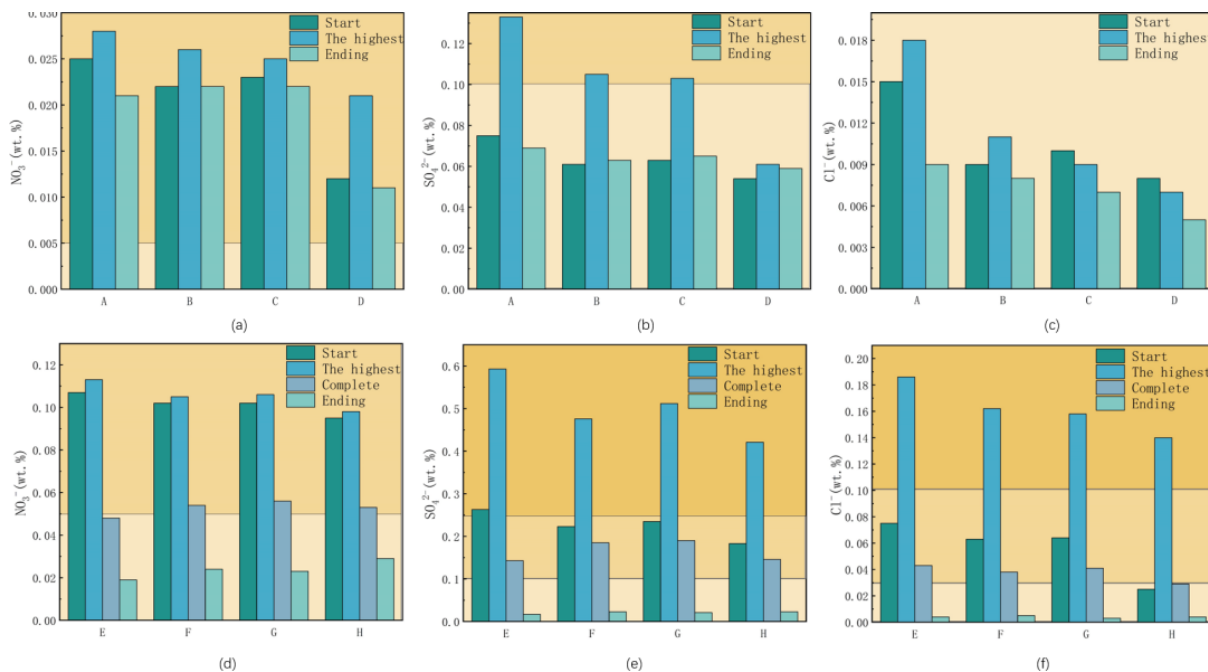 0.030
0.025
0.020
0.015
0.010
0.005
0.000
NO₃⁻(wt.%)
Start
The highest
Ending
A B C D
(a)
0.12
0.10
0.08
0.06
0.04
0.02
0.00
SO₄²⁻(wt.%)
Start
The highest
Ending
A B C D
(b)
0.018
0.015
0.012
0.009
0.006
0.003
0.000
Cl⁻(wt.%)
Start
The highest
Ending
A B C D
(c)
0.12
0.10
0.08
0.06
0.04
0.02
0.00
NO₃⁻(wt.%)
Start
The highest
Complete
Ending
E F G H
(d)
0.6
0.5
0.4
0.3
0.2
0.1
0.0
SO₄²⁻(wt.%)
Start
The highest
Complete
Ending
E F G H
(e)
0.20
0.18
0.16
0.14
0.12
0.10
0.08
0.06
0.04
0.02
0.00
Cl⁻(wt.%)
Start
The highest
Complete
Ending
E F G H
(f)